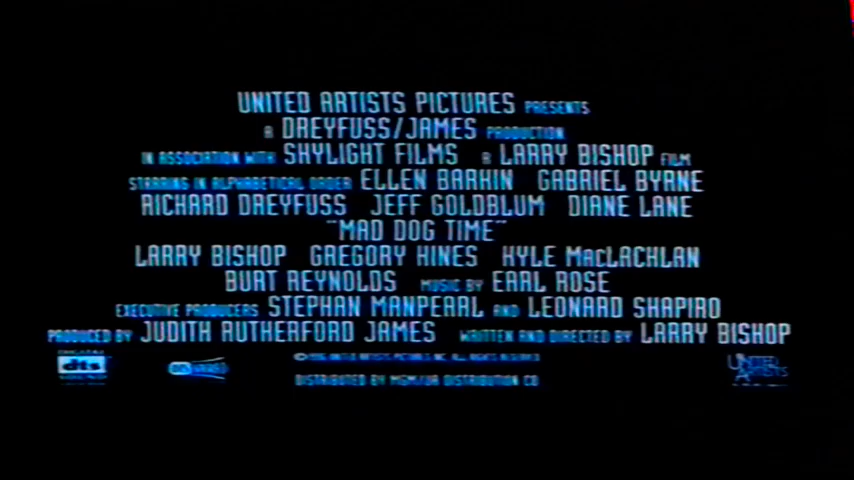 UNITED ARTISTS PICTURES PRESENTS
A DREYFUSS/JAMES PRODUCTION
IN ASSOCIATION WITH SKYLIGHT FILMS A LARRY BISHOP FILM
STARRING IN ALPHABETICAL ORDER ELLEN BARKIN GABRIEL BYRNE
RICHARD DREYFUSS JEFF GOLDBLUM DIANE LANE
"MAD DOG TIME"
LARRY BISHOP GREGORY HINES KYLE MacLACHLAN
BURT REYNOLDS MUSIC BY EARL ROSE
EXECUTIVE PRODUCERS STEPHAN MANPEARL AND LEONARD SHAPIRO
PRODUCED BY JUDITH RUTHERFORD JAMES WRITTEN AND DIRECTED BY LARRY BISHOP
DIGITAL
dts
UNITED ARTISTS
DISTRIBUTED BY MGM/UA DISTRIBUTION CO